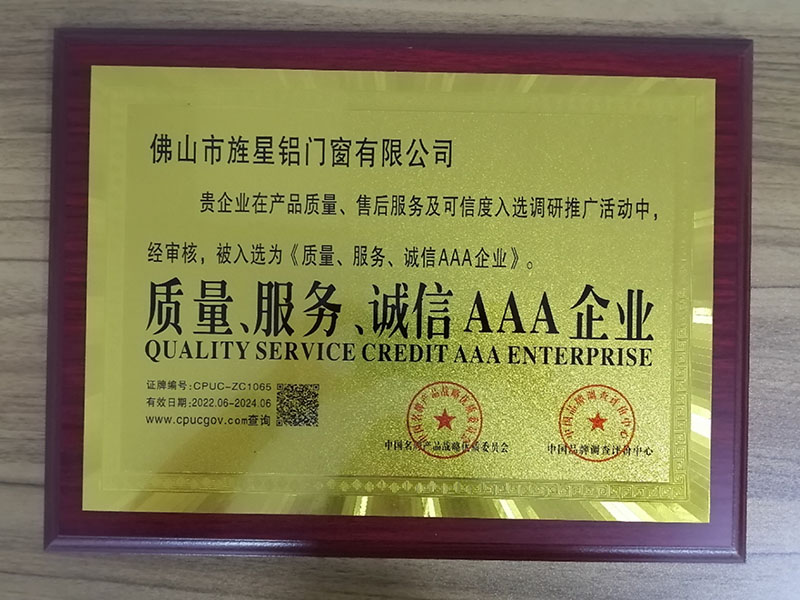 佛山市旌星铝门窗有限公司
贵企业在产品质量、售后服务及可信度入选调研推广活动中，
经审核，被入选为《质量、服务、诚信AAA企业》。
质量、服务、诚信 AAA 企业
QUALITY SERVICE CREDIT AAA ENTERPRISE
证牌编号：CPUC-ZC1065
有效日期：2022.06-2024.06
www.cpucgov.com查询
中国名牌产品战略传播委员会
中国品牌调查评价中心